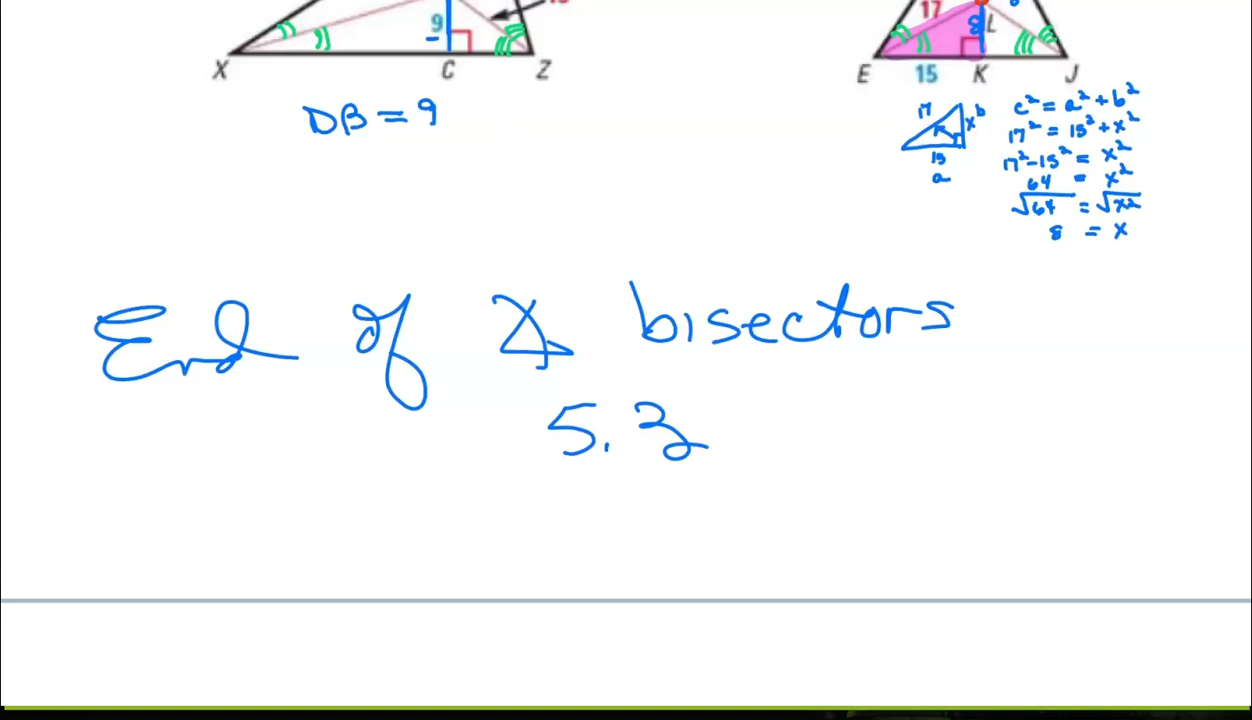 17
9
8 L
X C Z
E 15 K J
DB = 9
17 x b
15
a
c² = a² + b²
17² = 15² + x²
17² - 15² = x²
64 = x²
√64 = √x²
8 = x
End of ∡ bisectors
5.3